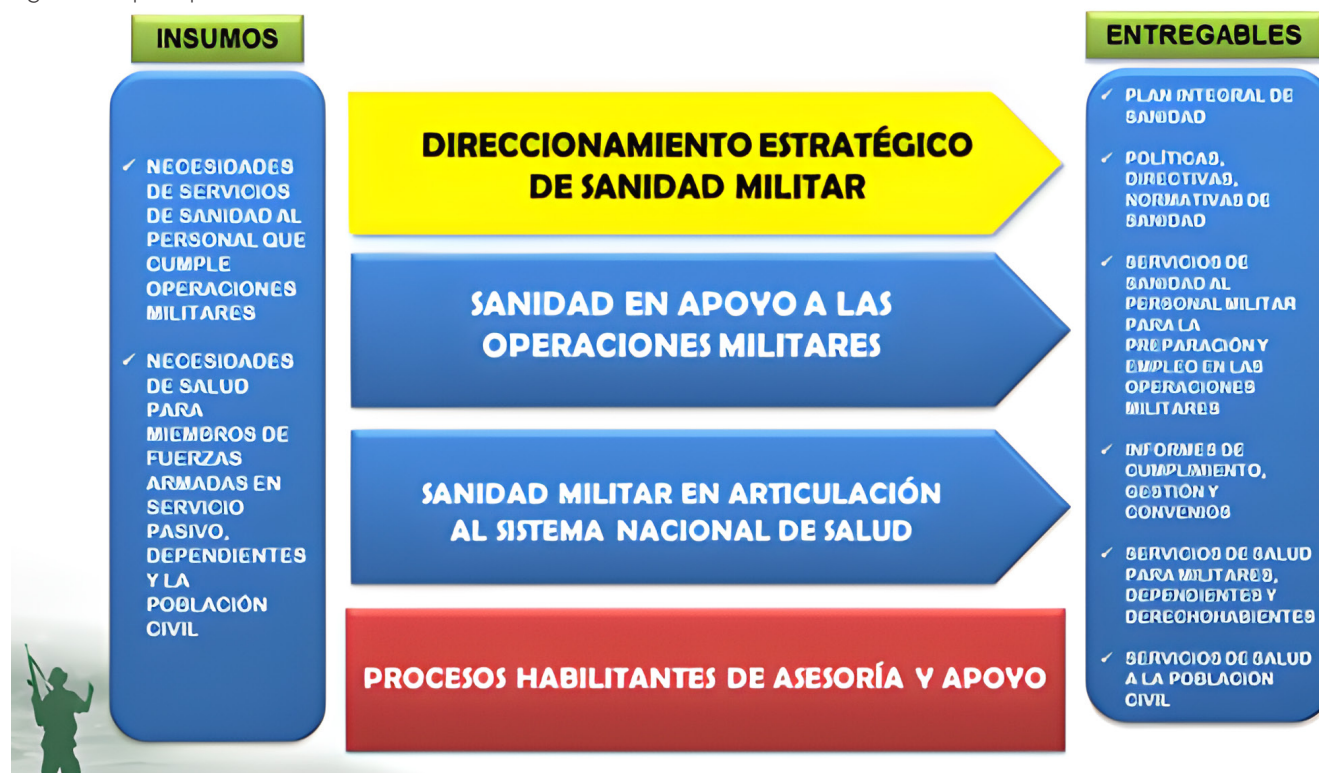 INSUMOS
✓ NECESIDADES
DE SERVICIOS
DE SANIDAD AL
PERSONAL QUE
CUMPLE
OPERACIONES
MILITARES
✓ NECESIDADES
DE SALUD
PARA
MIEMBROS DE
FUERZAS
ARMADAS EN
SERVICIO
PASIVO,
DEPENDIENTES
Y LA
POBLACIÓN
CIVIL
DIRECCIONAMIENTO ESTRATÉGICO
DE SANIDAD MILITAR
SANIDAD EN APOYO A LAS
OPERACIONES MILITARES
SANIDAD MILITAR EN ARTICULACIÓN
AL SISTEMA NACIONAL DE SALUD
PROCESOS HABILITANTES DE ASESORÍA Y APOYO
ENTREGABLES
✓ PLAN INTEGRAL DE
SANIDAD
✓ POLÍTICAS,
DIRECTIVAS,
NORMATIVAS DE
SANIDAD
✓ SERVICIOS DE
SANIDAD AL
PERSONAL MILITAR
PARA LA
PREPARACIÓN Y
EMPLEO EN LAS
OPERACIONES
MILITARES
✓ INFORMES DE
CUMPLIMIENTO,
GESTIÓN Y
CONVENIOS
✓ SERVICIOS DE SALUD
PARA MILITARES,
DEPENDIENTES Y
DERECHOHABIENTES
✓ SERVICIOS DE SALUD
A LA POBLACION
CIVIL